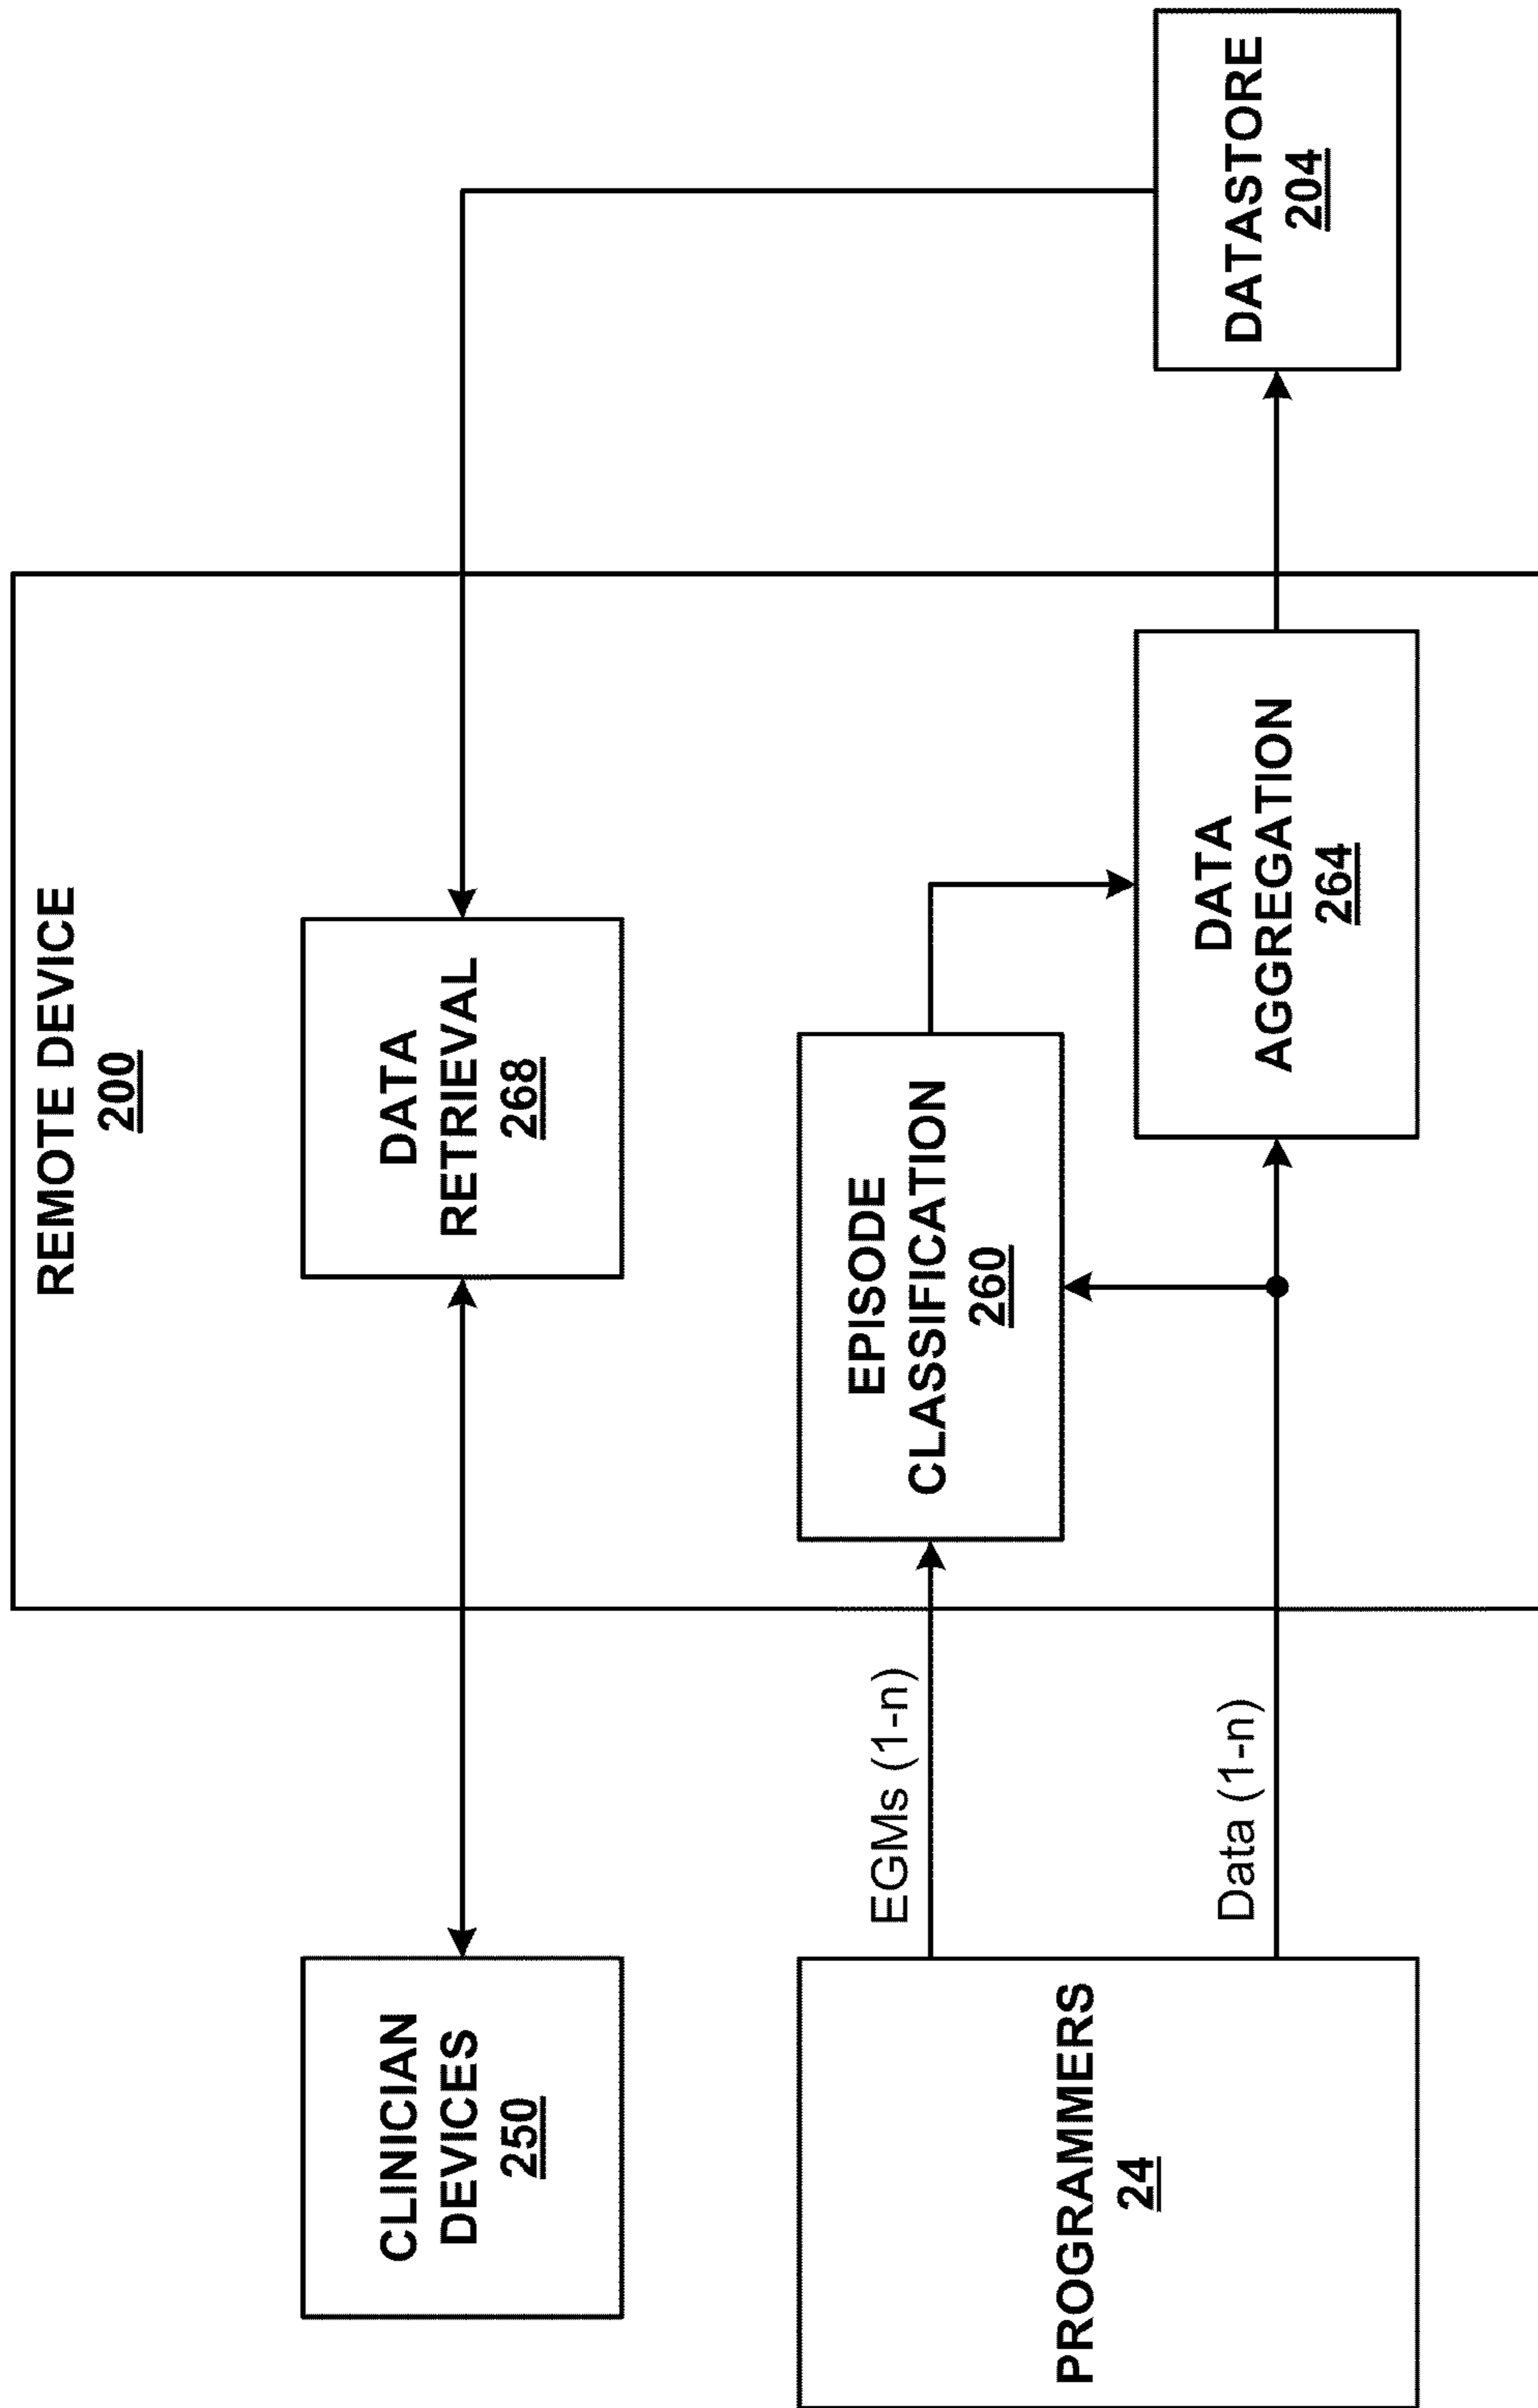 REMOTE DEVICE
200
CLINICIAN
DEVICES
250
DATA
RETRIEVAL
268
PROGRAMMERS
24
EGMs (1-n)
Data (1-n)
EPISODE
CLASSIFICATION
260
DATA
AGGREGATION
264
DATASTORE
204